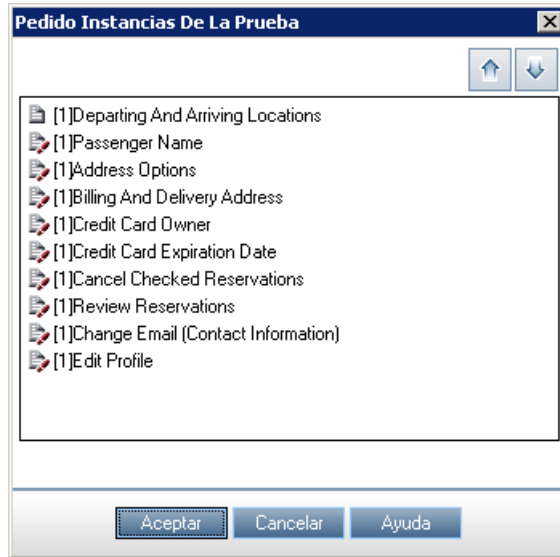 Pedido Instancias De La Prueba
[1]Departing And Arriving Locations
[1]Passenger Name
[1]Address Options
[1]Billing And Delivery Address
[1]Credit Card Owner
[1]Credit Card Expiration Date
[1]Cancel Checked Reservations
[1]Review Reservations
[1]Change Email (Contact Information)
[1]Edit Profile
Aceptar Cancelar Ayuda